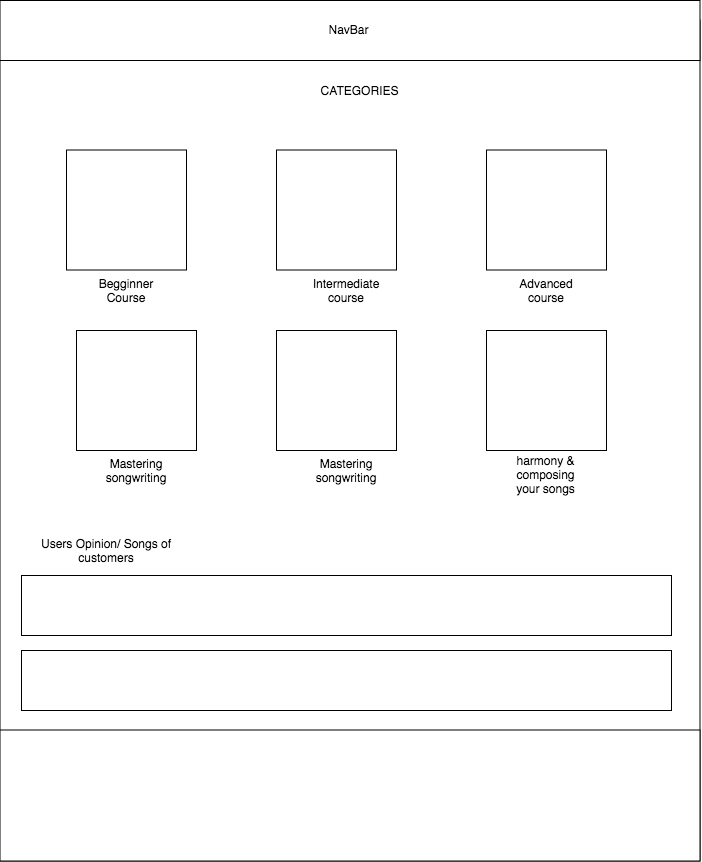 NavBar
CATEGORIES
Begginner
Course
Intermediate
course
Advanced
course
Mastering
songwriting
Mastering
songwriting
harmony &
composing
your songs
Users Opinion/ Songs of
customers